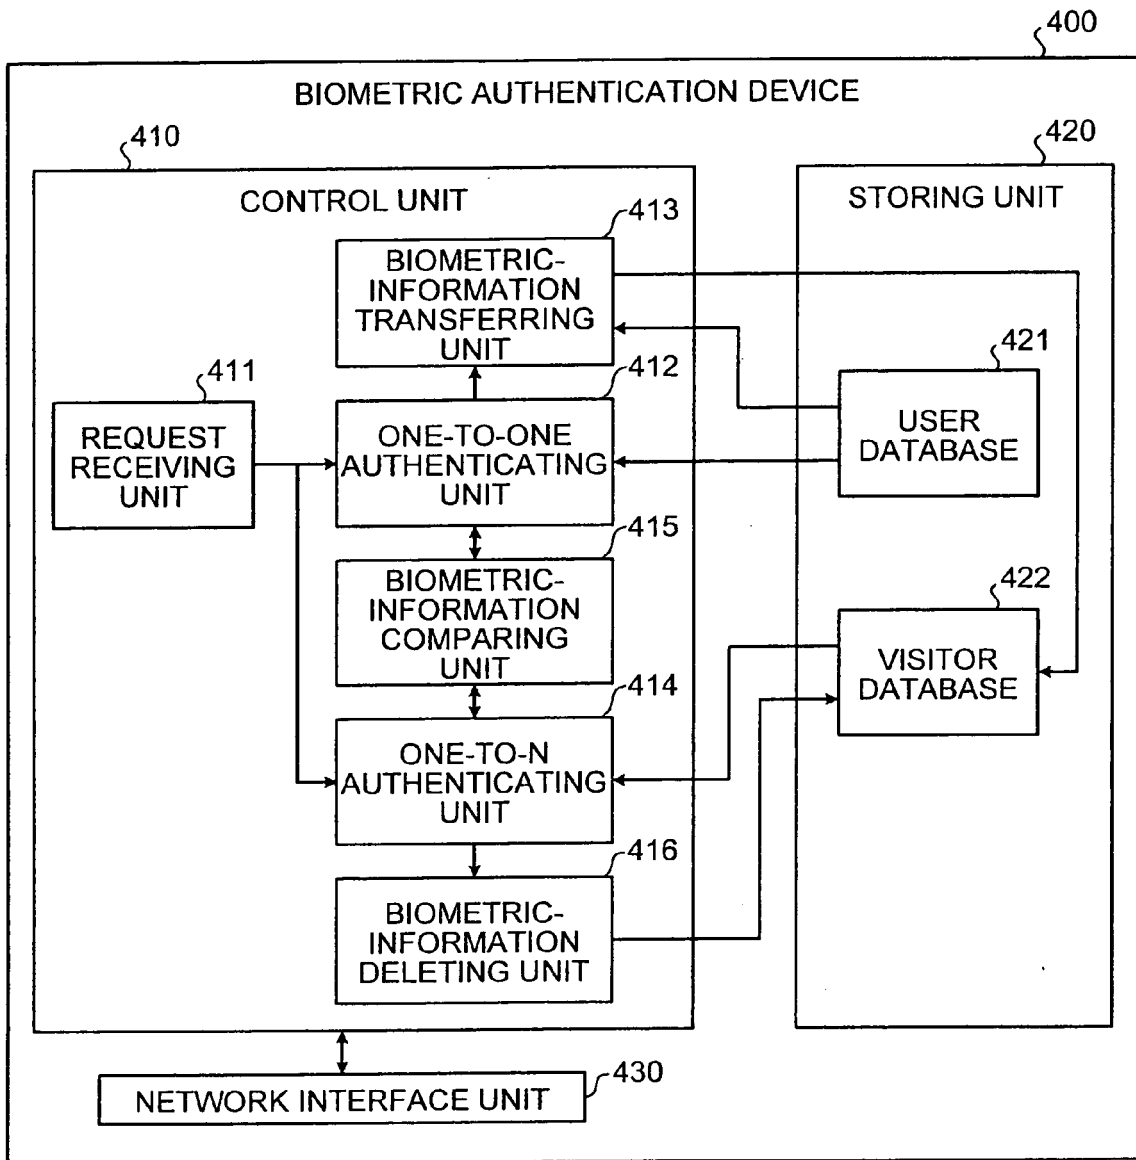 400
BIOMETRIC AUTHENTICATION DEVICE
410
420
CONTROL UNIT
STORING UNIT
413
BIOMETRIC-
INFORMATION
TRANSFERRING
UNIT
411
412
421
REQUEST
RECEIVING
UNIT
ONE-TO-ONE
AUTHENTICATING
UNIT
USER
DATABASE
415
BIOMETRIC-
INFORMATION
COMPARING
UNIT
422
VISITOR
DATABASE
414
ONE-TO-N
AUTHENTICATING
UNIT
416
BIOMETRIC-
INFORMATION
DELETING UNIT
NETWORK INTERFACE UNIT
430